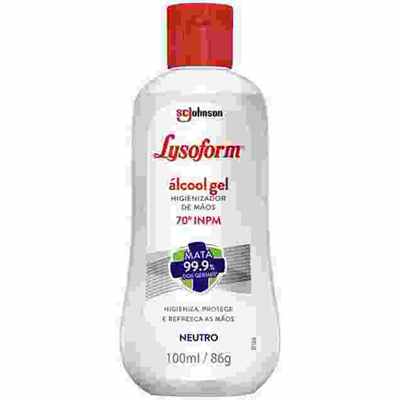 SC Johnson
Lysoform®
álcool gel
HIGIENIZADOR
DE MÃOS
70° INPM
MATA
99.9%
DOS GERMES
HIGIENIZA, PROTEGE
E REFRESCA AS MÃOS
NEUTRO
100ml / 86g